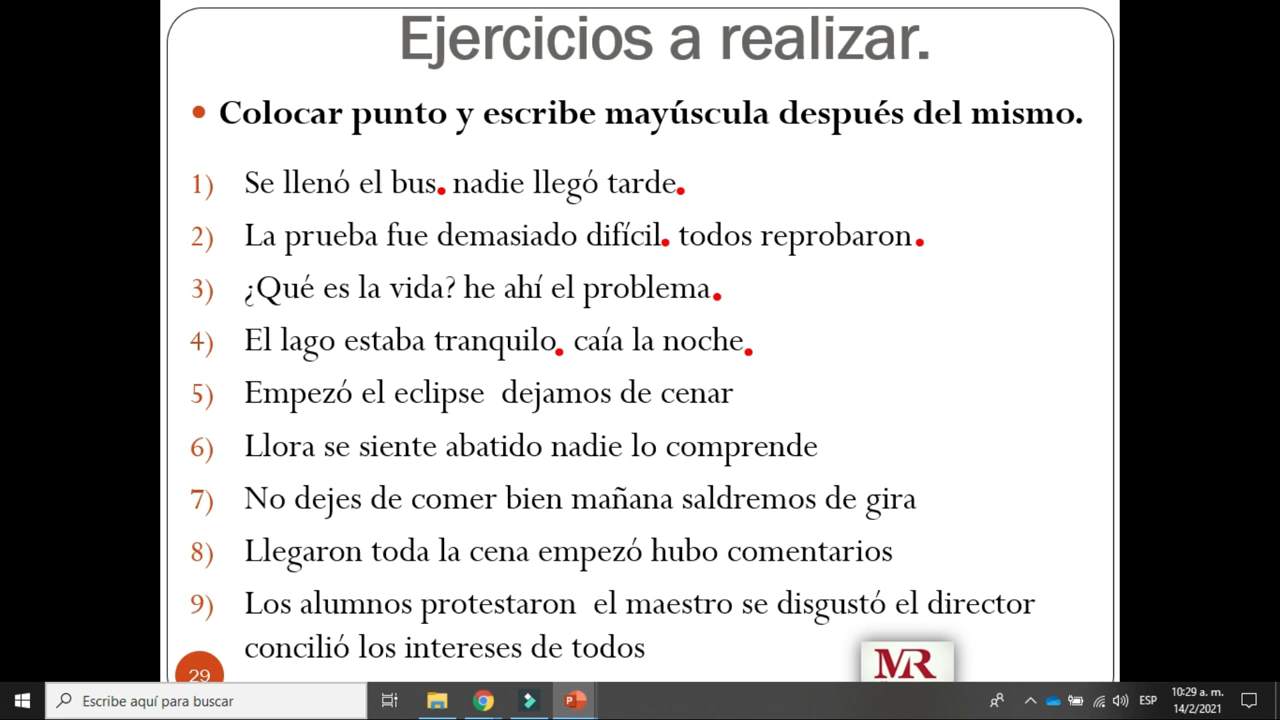 Ejercicios a realizar.
• Colocar punto y escribe mayúscula después del mismo.
1) Se llenó el bus. nadie llegó tarde.
2) La prueba fue demasiado difícil. todos reprobaron.
3) ¿Qué es la vida? he ahí el problema.
4) El lago estaba tranquilo. caía la noche.
5) Empezó el eclipse dejamos de cenar
6) Llora se siente abatido nadie lo comprende
7) No dejes de comer bien mañana saldremos de gira
8) Llegaron toda la cena empezó hubo comentarios
9) Los alumnos protestaron el maestro se disgustó el director
concilió los intereses de todos
29
MR
Escribe aquí para buscar
ESP
10:29 a. m.
14/2/2021